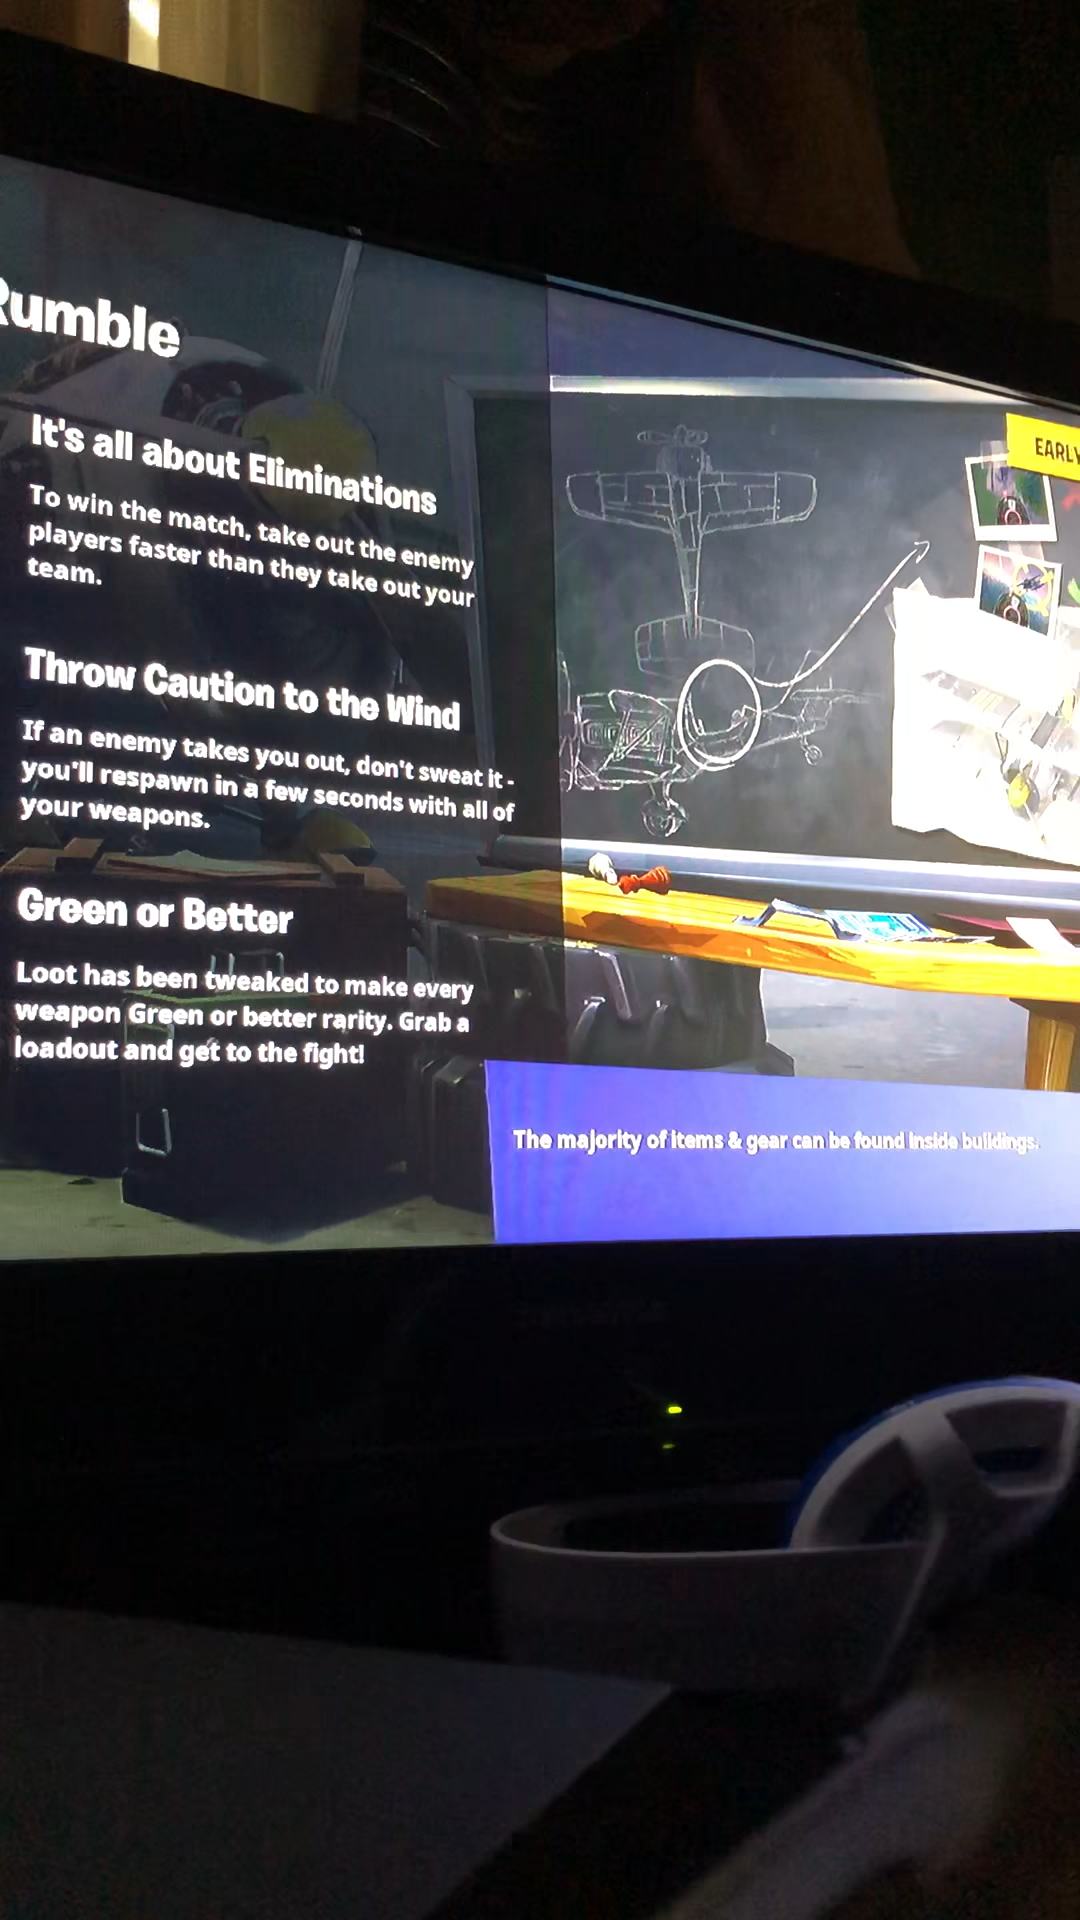 Rumble
It's all about Eliminations
To win the match, take out the enemy
players faster than they take out your
team.
Throw Caution to the Wind
If an enemy takes you out, don't sweat it -
you'll respawn in a few seconds with all of
your weapons.
Green or Better
Loot has been tweaked to make every
weapon Green or better rarity. Grab a
loadout and get to the fight!
EARLY
The majority of items & gear can be found inside buildings.